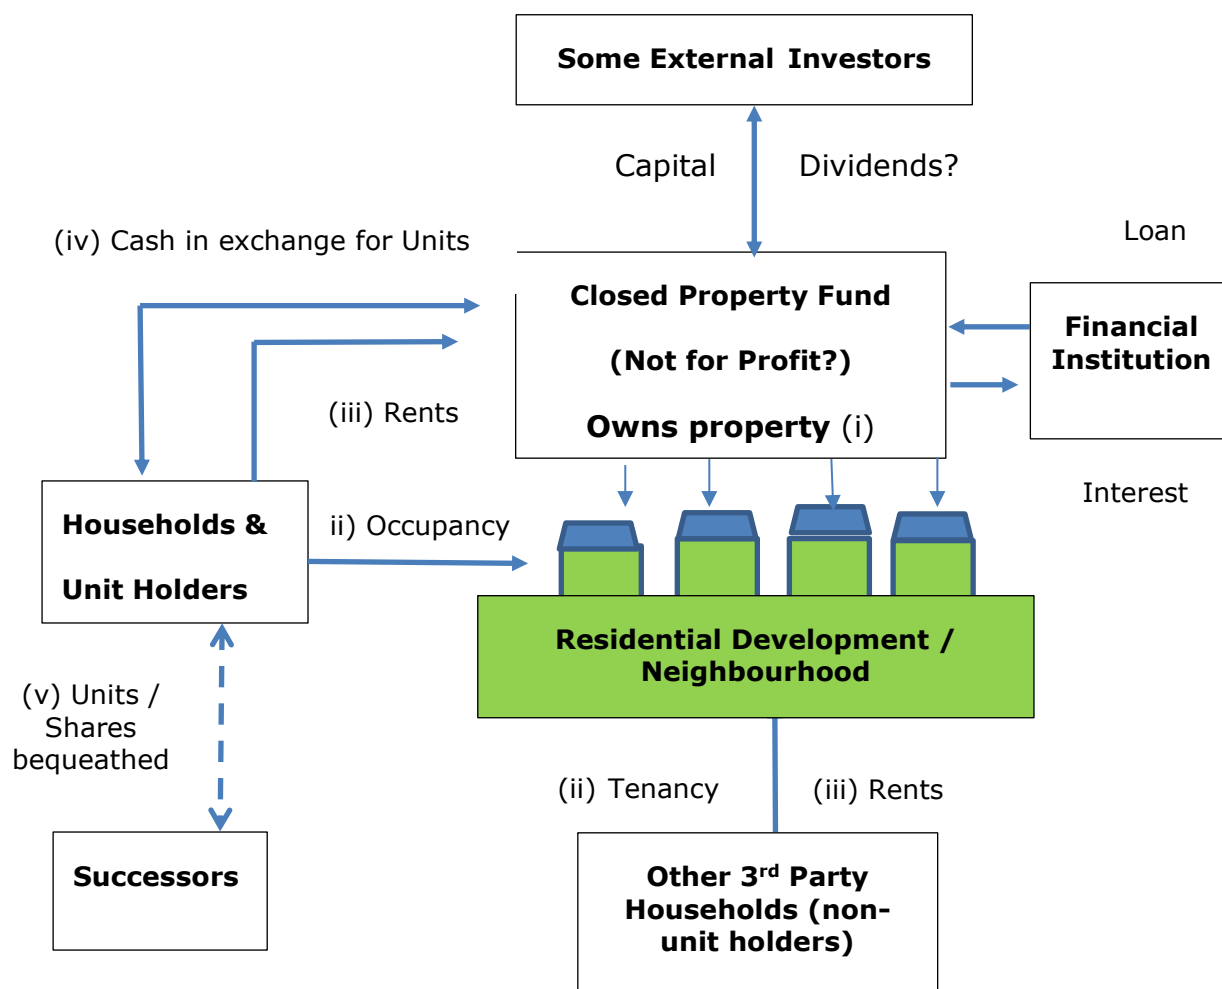 Some External Investors
Capital
Dividends?
(iv) Cash in exchange for Units
Loan
Closed Property Fund
(Not for Profit?)
Owns property (i)
Financial
Institution
(iii) Rents
Interest
Households &
Unit Holders
ii) Occupancy
Residential Development /
Neighbourhood
(v) Units /
Shares
bequeathed
(ii) Tenancy
(iii) Rents
Successors
Other 3rd Party
Households (non-
unit holders)